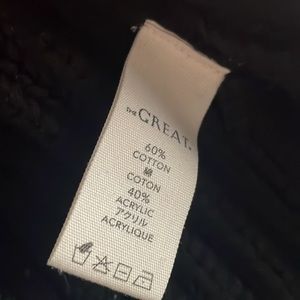 THE GREAT.
60%
COTTON
綿
COTON
40%
ACRYLIC
アクリル
ACRYLIQUE